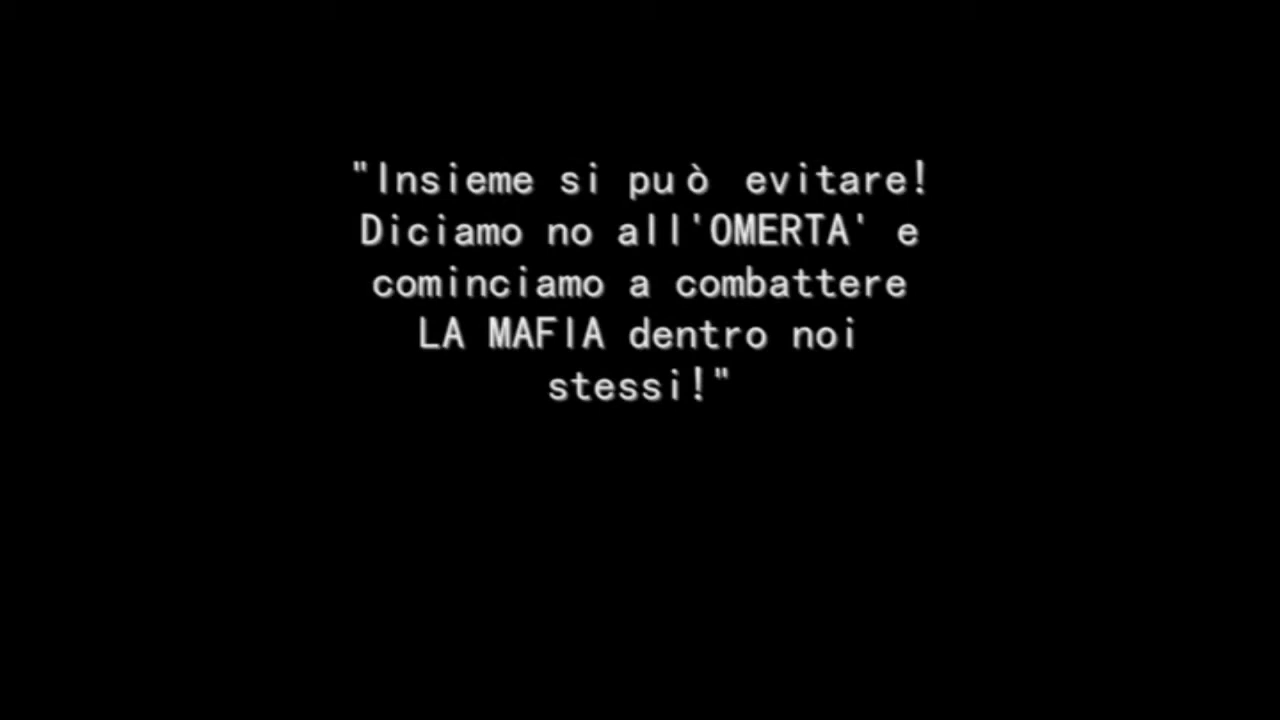 "Insieme si può evitare!
Diciamo no all'OMERTA' e
cominciamo a combattere
LA MAFIA dentro noi
stessi!"